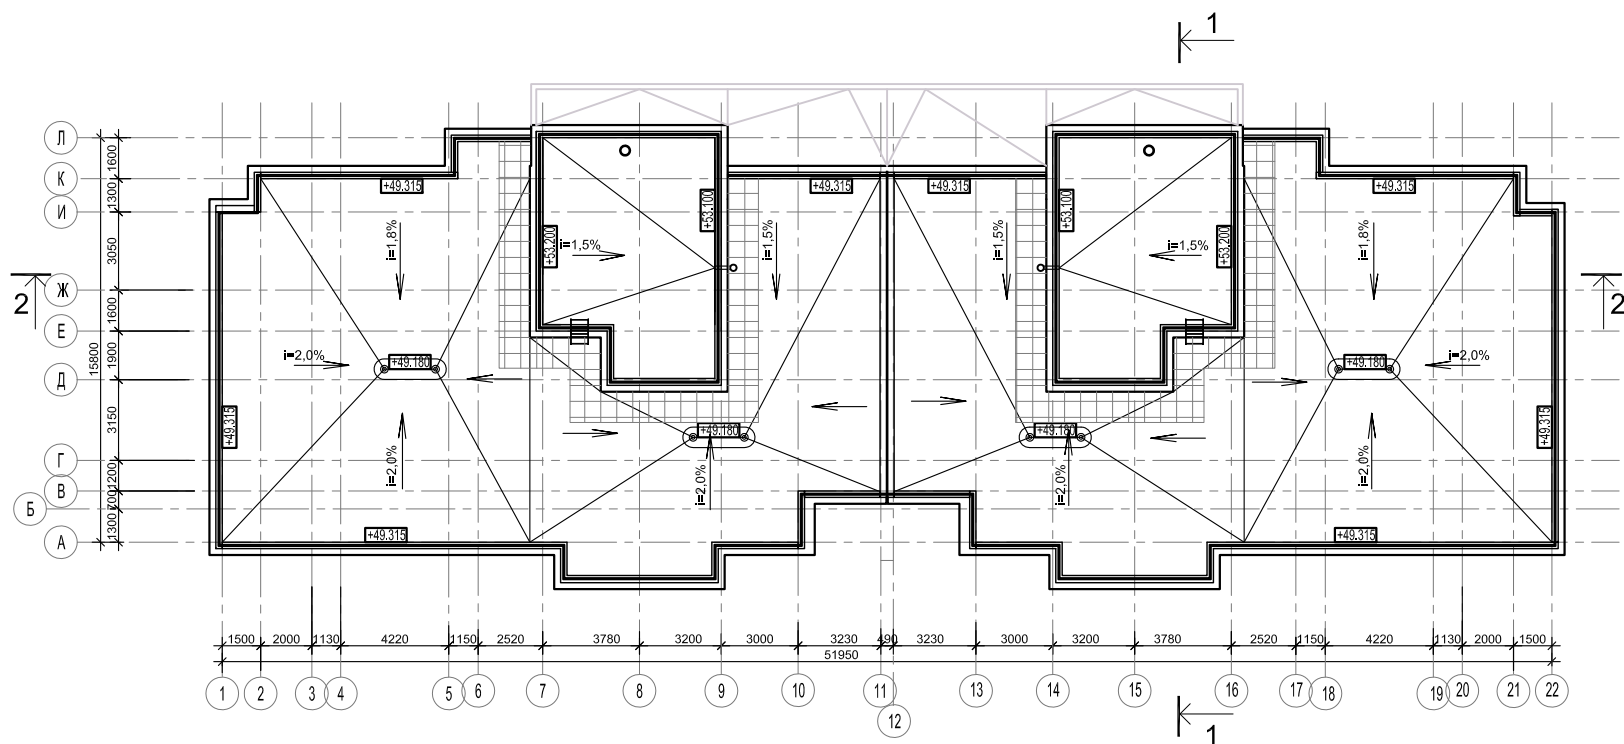 1
Л
К
И
Ж
Е
Д
Г
В
Б
А
1600
1300
3050
1600
1900
3150
1200
700
1300
15800
2
2
+49.315
+49.315
+49.315
+49.315
+53.100
+53.100
+53.200
+53.200
i=1,8%
i=1,5%
i=1,5%
i=1,5%
i=1,5%
i=1,8%
i=2,0%
+49.180
+49.180
i=2,0%
+49.315
+49.180
+49.180
+49.315
i=2,0%
i=2,0%
i=2,0%
i=2,0%
+49.315
+49.315
1500 2000 1130 4220 1150 2520 3780 3200 3000 3230 490 3230 3000 3200 3780 2520 1150 4220 1130 2000 1500
51950
1 2 3 4 5 6 7 8 9 10 11 13 14 15 16 17 18 19 20 21 22
12
1